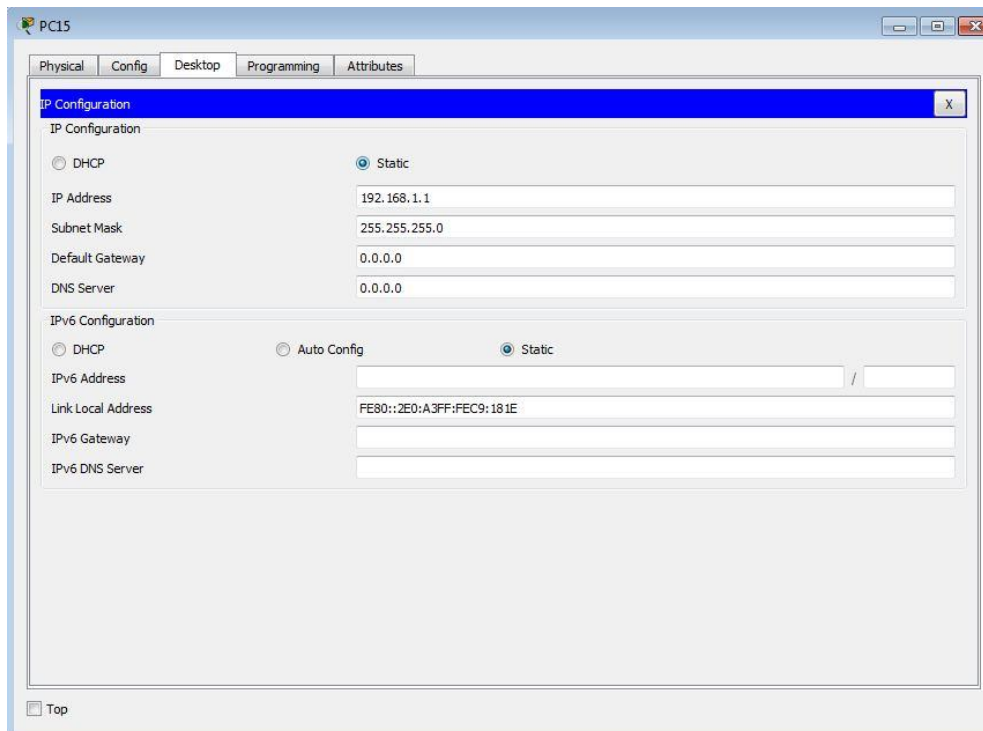 PC15
Physical Config Desktop Programming Attributes
IP Configuration X
IP Configuration
DHCP Static
IP Address 192.168.1.1
Subnet Mask 255.255.255.0
Default Gateway 0.0.0.0
DNS Server 0.0.0.0
IPv6 Configuration
DHCP Auto Config Static
IPv6 Address /
Link Local Address FE80::2E0:A3FF:FEC9:181E
IPv6 Gateway
IPv6 DNS Server
Top